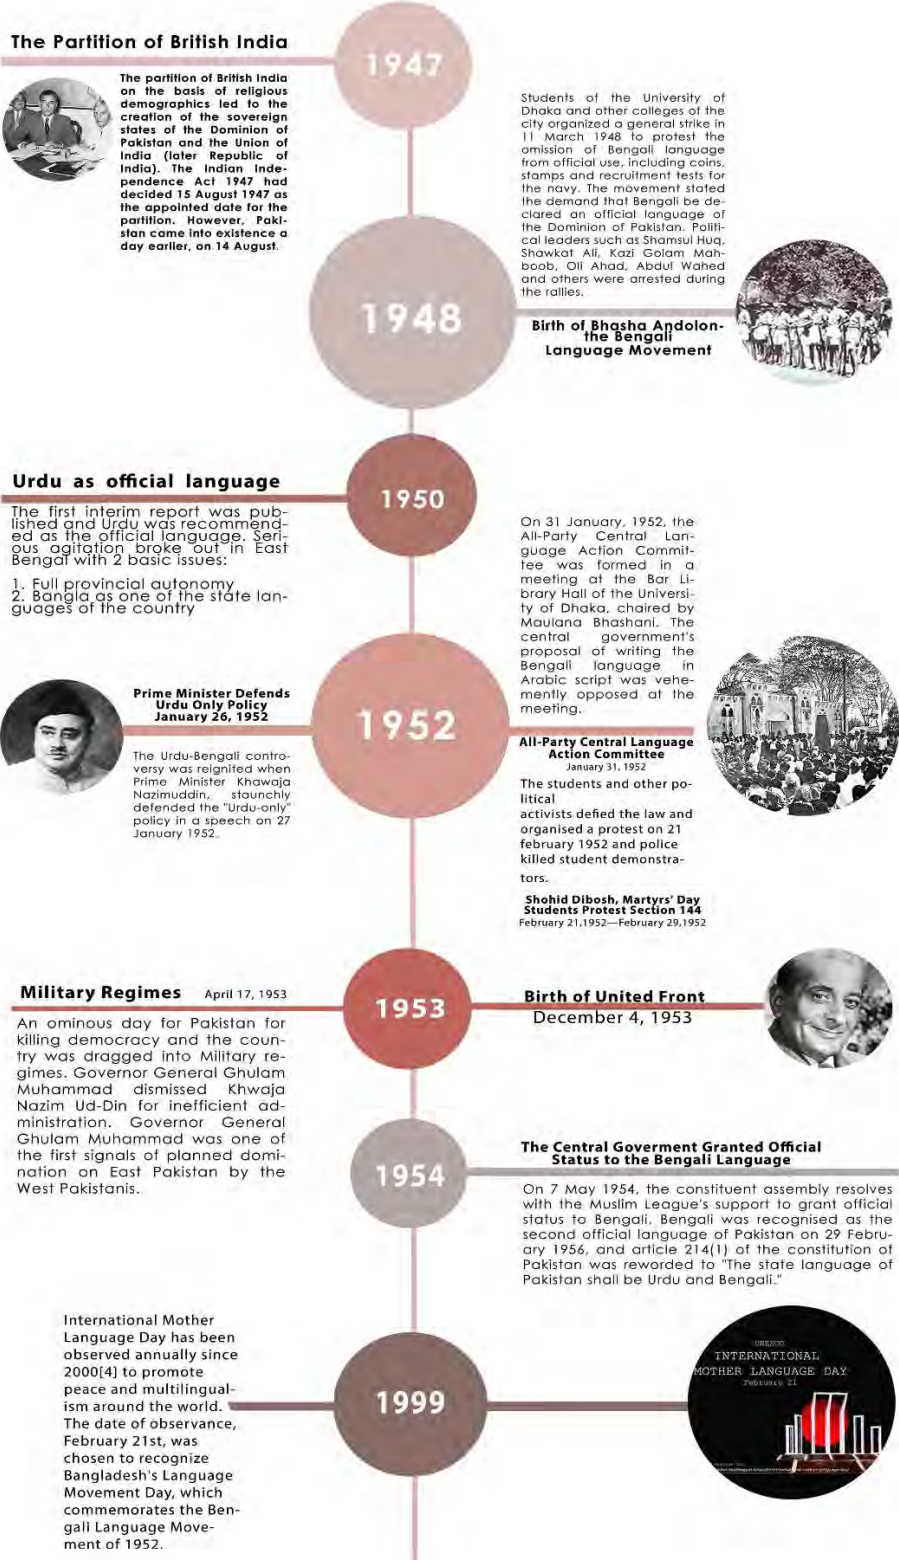 The Partition of British India
1947
The partition of British India
on the basis of religious
demographics led to the
creation of the sovereign
states of the Dominion of
Pakistan and the Union of
India (later Republic of
India). The Indian Inde-
pendence Act 1947 had
decided 15 August 1947 as
the appointed date for the
partition. However, Paki-
stan came into existence a
day earlier, on 14 August.
Students of the University of
Dhaka and other colleges of the
city organized a general strike in
11 March 1948 to protest the
omission of Bengali language
from official use, including coins,
stamps and recruitment tests for
the navy. The movement stated
the demand that Bengali be de-
clared an official language of
the Dominion of Pakistan. Politi-
cal leaders such as Shamsul Huq,
Shawkat Ali, Kazi Golam Mah-
boob, Oli Ahad, Abdul Wahed
and others were arrested during
the rallies.
1948
Birth of Bhasha Andolon-
the Bengali
Language Movement
Urdu as official language
1950
The first interim report was pub-
lished and Urdu was recommend-
ed as the official language. Seri-
ous agitation broke out in East
Bengal with 2 basic issues:
1. Full provincial autonomy
2. Bangla as one of the state lan-
guages of the country
On 31 January, 1952, the
All-Party Central Lan-
guage Action Commit-
tee was formed in a
meeting at the Bar Li-
brary Hall of the Universi-
ty of Dhaka, chaired by
Maulana Bhashani. The
central government's
proposal of writing the
Bengali language in
Arabic script was vehe-
mently opposed at the
meeting.
Prime Minister Defends
Urdu Only Policy
January 26, 1952
1952
The Urdu-Bengali contro-
versy was reignited when
Prime Minister Khawaja
Nazimuddin, staunchly
defended the "Urdu-only"
policy in a speech on 27
January 1952.
All-Party Central Language
Action Committee
January 31, 1952
The students and other po-
litical
activists defied the law and
organised a protest on 21
february 1952 and police
killed student demonstra-
tors.
Shohid Dibosh, Martyrs' Day
Students Protest Section 144
February 21,1952—February 29,1952
Military Regimes April 17, 1953
1953
Birth of United Front
December 4, 1953
An ominous day for Pakistan for
killing democracy and the coun-
try was dragged into Military re-
gimes. Governor General Ghulam
Muhammad dismissed Khwaja
Nazim Ud-Din for inefficient ad-
ministration. Governor General
Ghulam Muhammad was one of
the first signals of planned domi-
nation on East Pakistan by the
West Pakistanis.
1954
The Central Goverment Granted Official
Status to the Bengali Language
On 7 May 1954, the constituent assembly resolves
with the Muslim League's support to grant official
status to Bengali. Bengali was recognised as the
second official language of Pakistan on 29 Febru-
ary 1956, and article 214(1) of the constitution of
Pakistan was reworded to "The state language of
Pakistan shall be Urdu and Bengali."
International Mother
Language Day has been
observed annually since
2000[4] to promote
peace and multilingual-
ism around the world.
The date of observance,
February 21st, was
chosen to recognize
Bangladesh's Language
Movement Day, which
commemorates the Ben-
gali Language Move-
ment of 1952.
1999
UNESCO
INTERNATIONAL
MOTHER LANGUAGE DAY
February 21